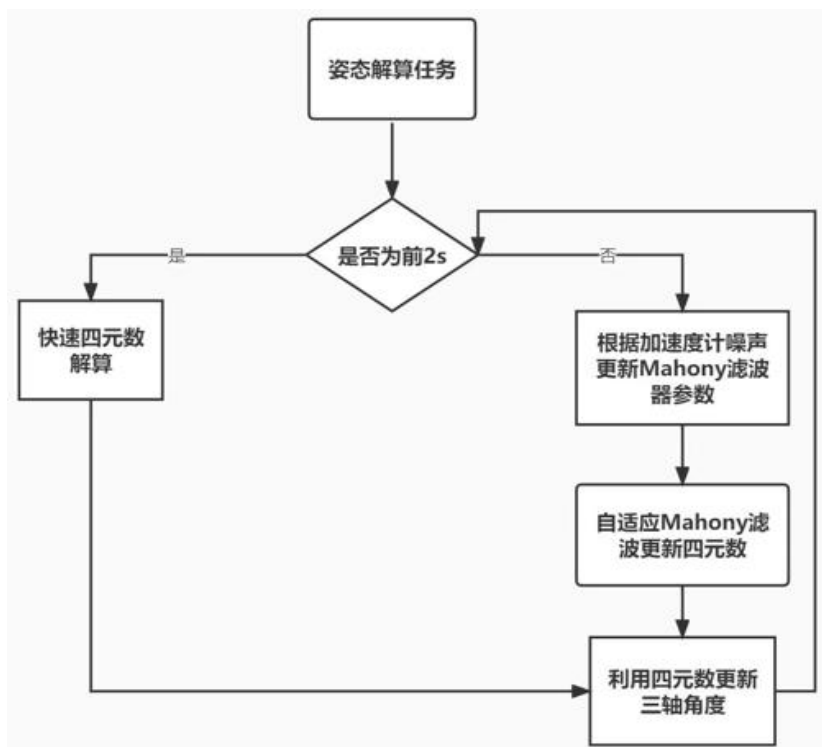 姿态解算任务
是否为前2s
是
否
快速四元数
解算
根据加速度计噪声
更新Mahony滤波
器参数
自适应Mahony滤
波更新四元数
利用四元数更新
三轴角度